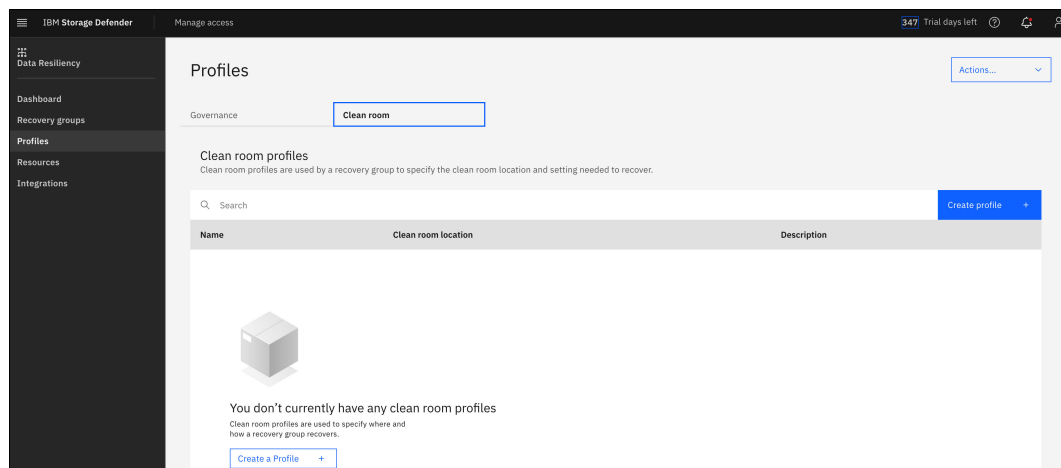 IBM Storage Defender
Manage access
347 Trial days left
Data Resiliency
Dashboard
Recovery groups
Profiles
Resources
Integrations
Profiles
Actions...
Governance
Clean room
Clean room profiles
Clean room profiles are used by a recovery group to specify the clean room location and setting needed to recover.
Search
Create profile +
Name
Clean room location
Description
You don't currently have any clean room profiles
Clean room profiles are used to specify where and
how a recovery group recovers.
Create a Profile +